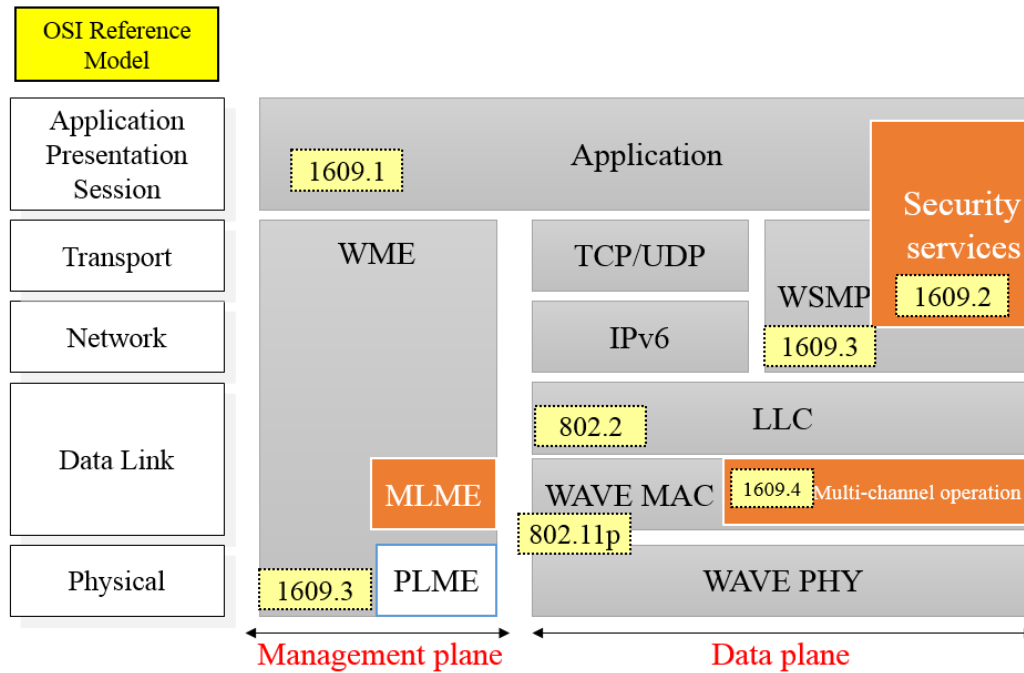 OSI Reference
Model
Application
Presentation
Session
1609.1
Application
Security
services
1609.2
Transport
WME
TCP/UDP
WSMP
Network
IPv6
1609.3
Data Link
802.2
LLC
MLME
WAVE MAC
1609.4
Multi-channel operation
802.11p
Physical
1609.3
PLME
WAVE PHY
Management plane
Data plane